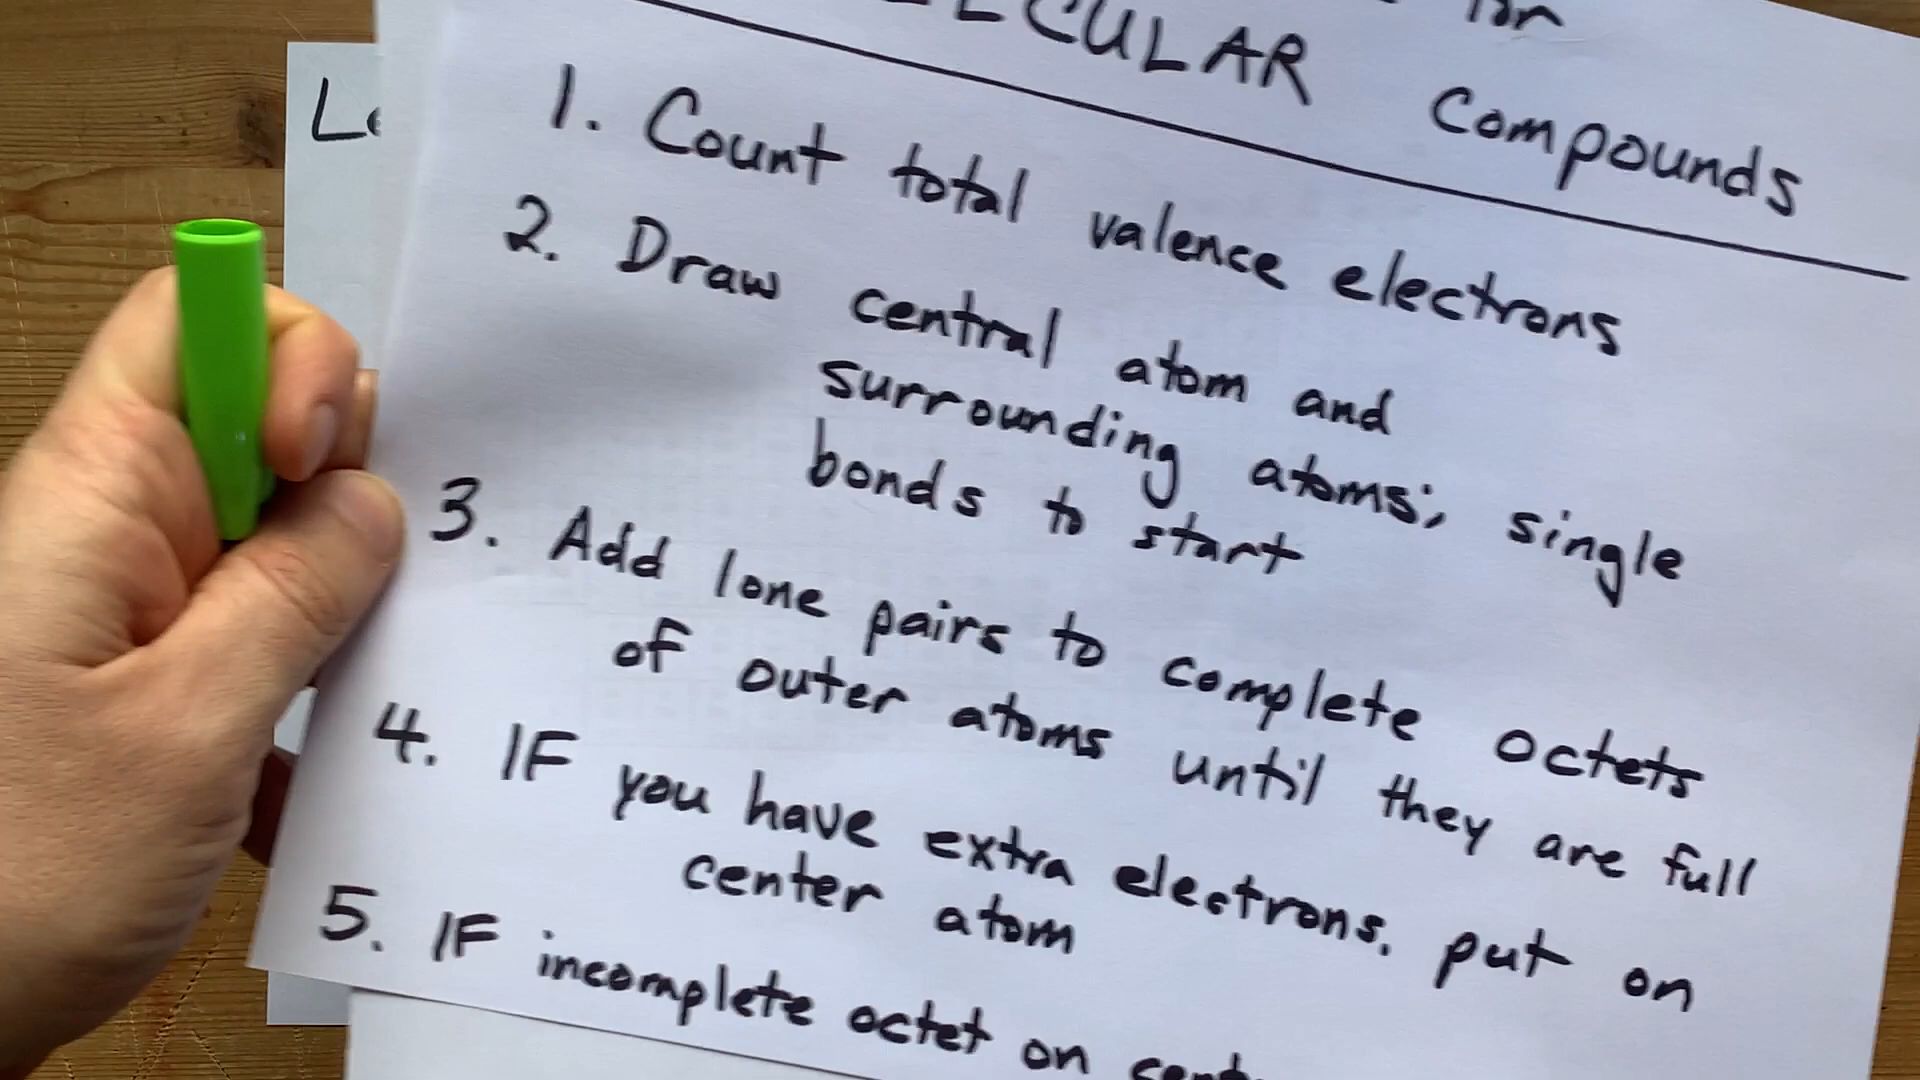 for
CULAR Compounds
1. Count total valence electrons
2. Draw central atom and
surrounding atoms; single
bonds to start
3. Add lone pairs to complete octets
of outer atoms until they are full
4. IF you have extra electrons, put on
center atom
5. IF incomplete octet on